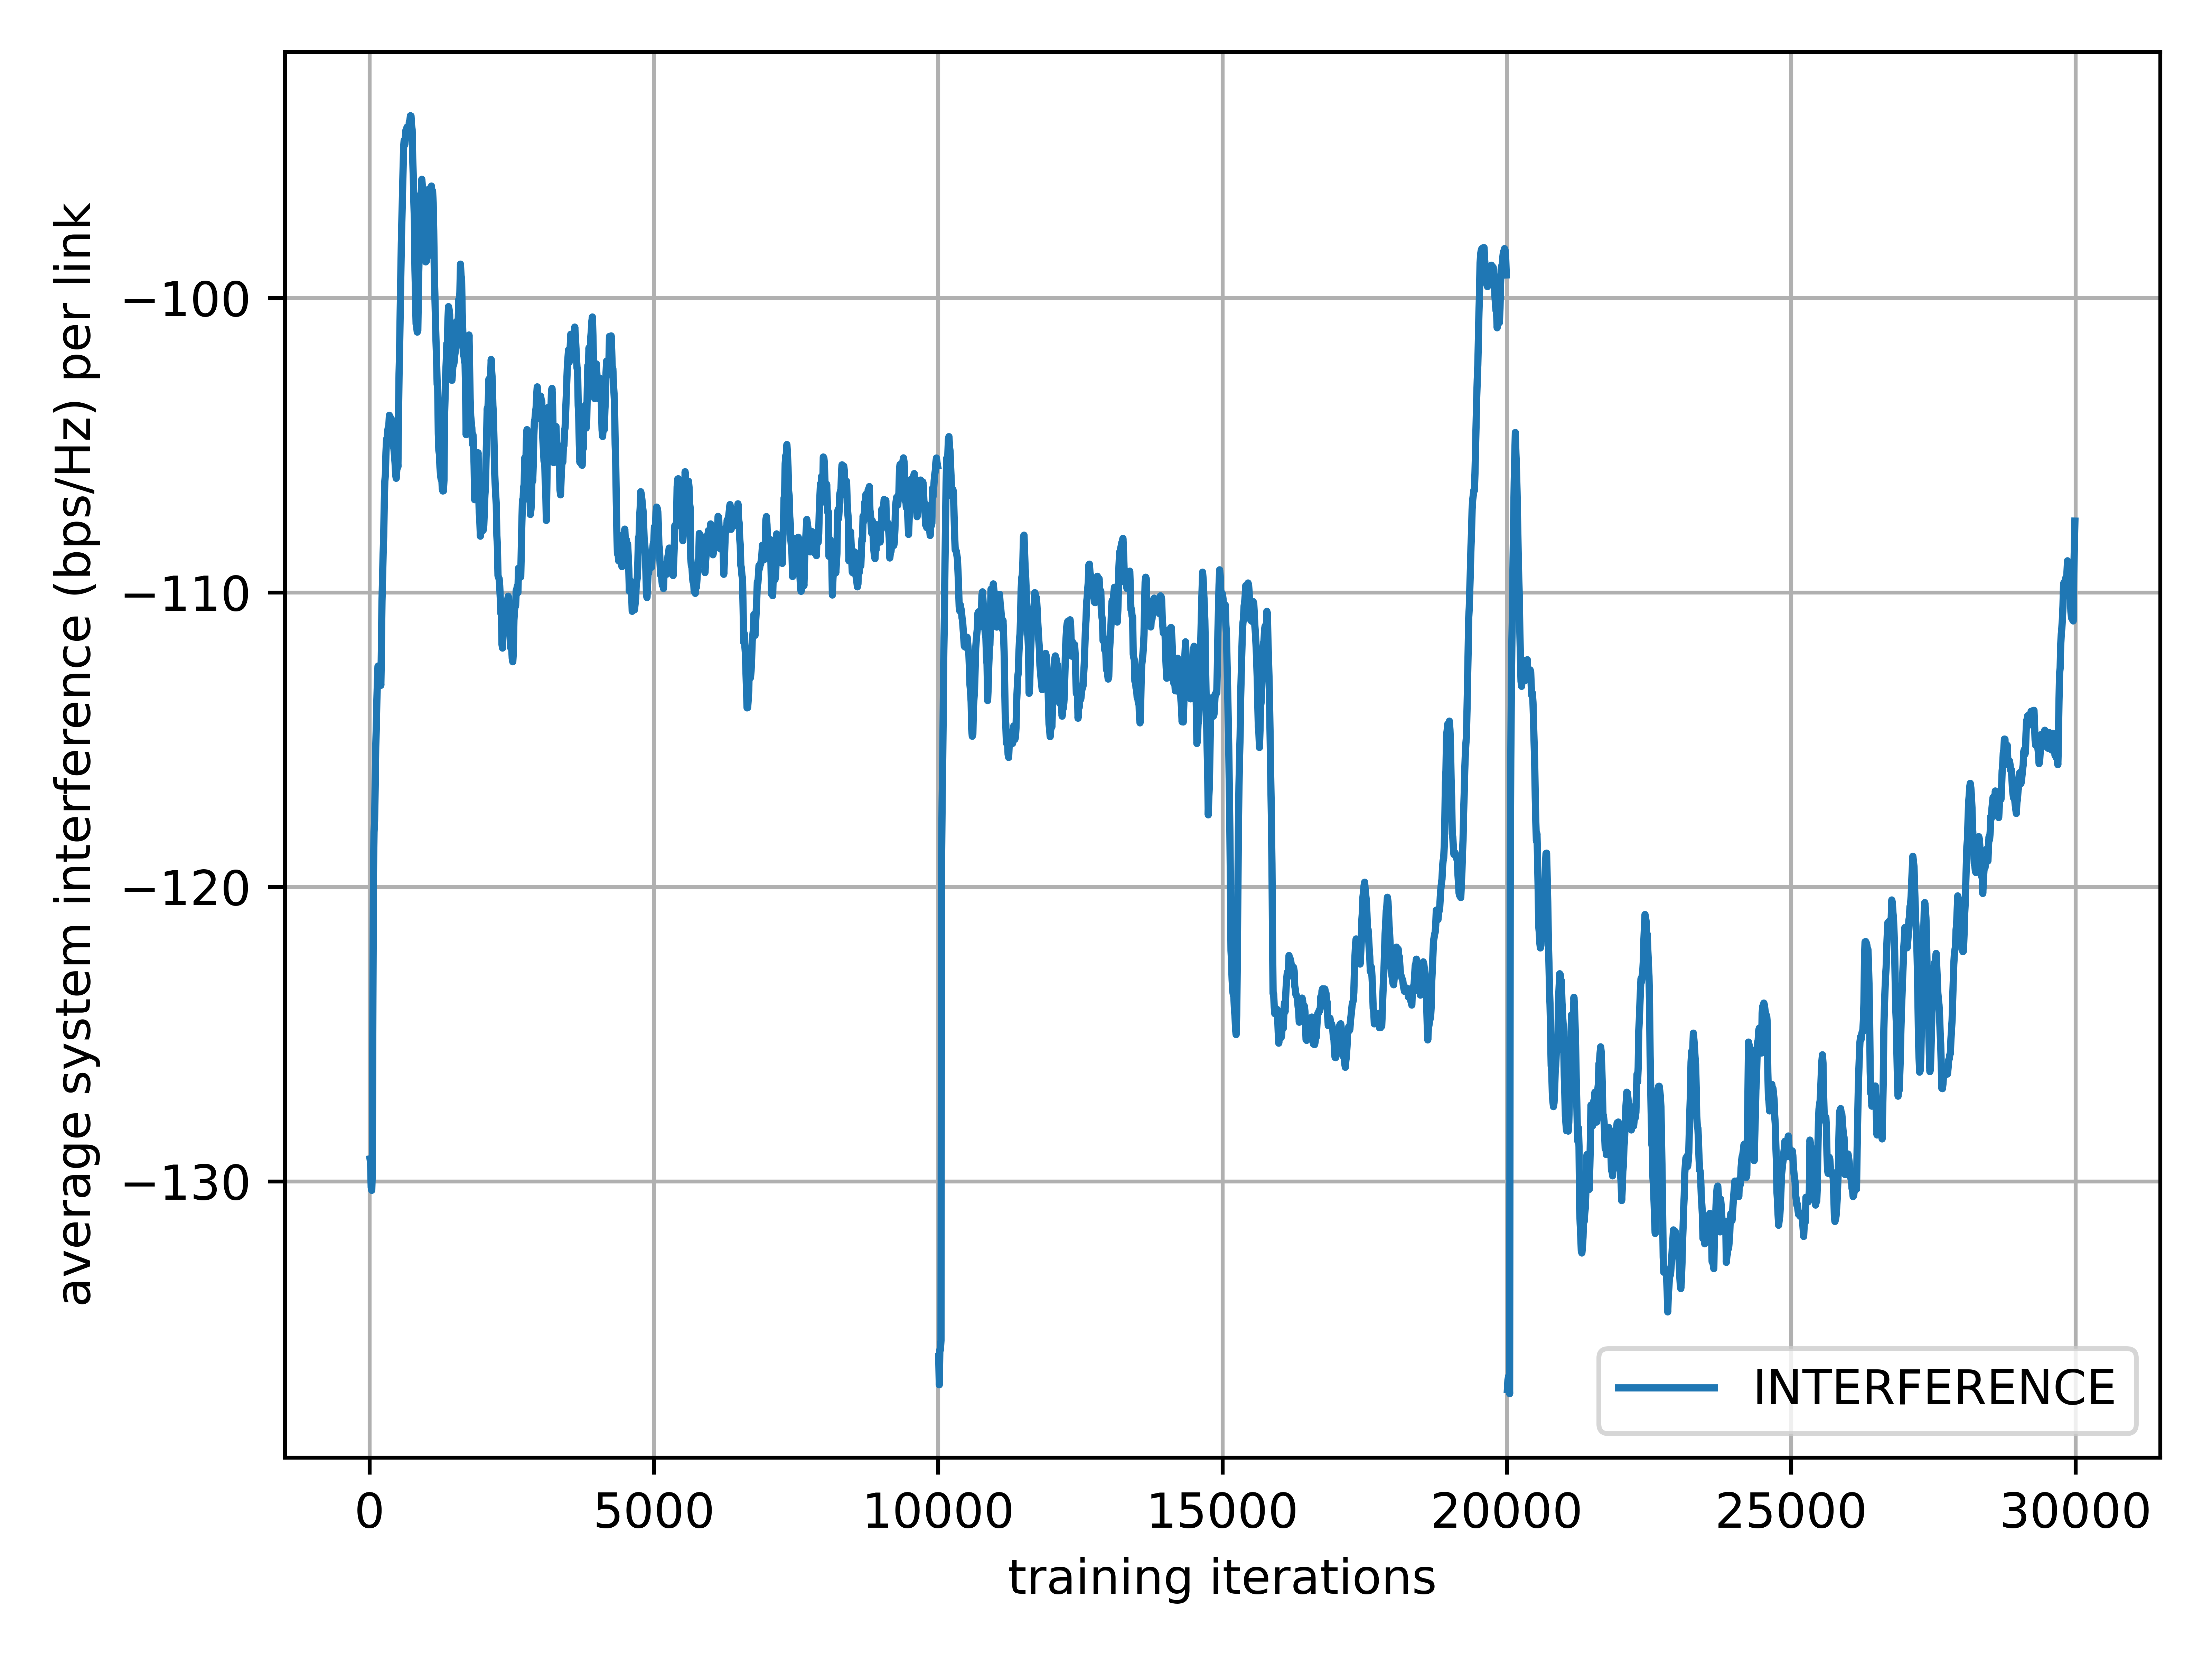 average system interference (bps/Hz) per link
−100
−110
−120
−130
INTERFERENCE
0 5000 10000 15000 20000 25000 30000
training iterations